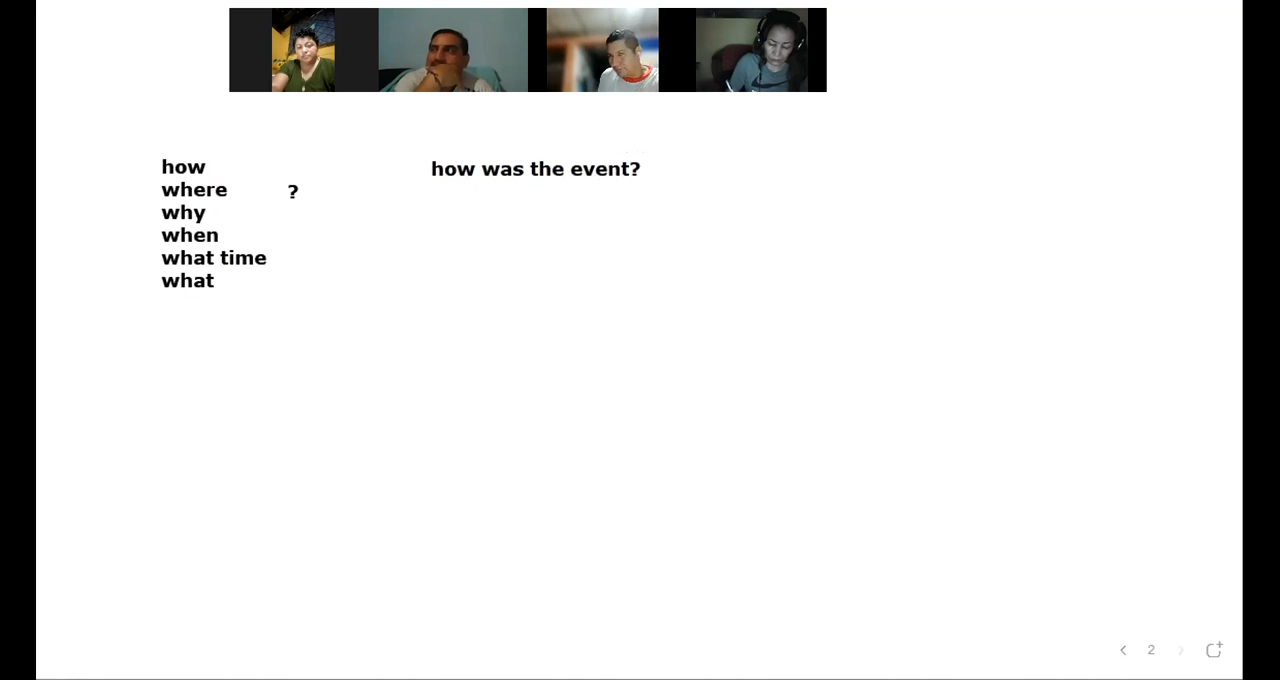 how
where
?
why
when
what time
what
how was the event?
2